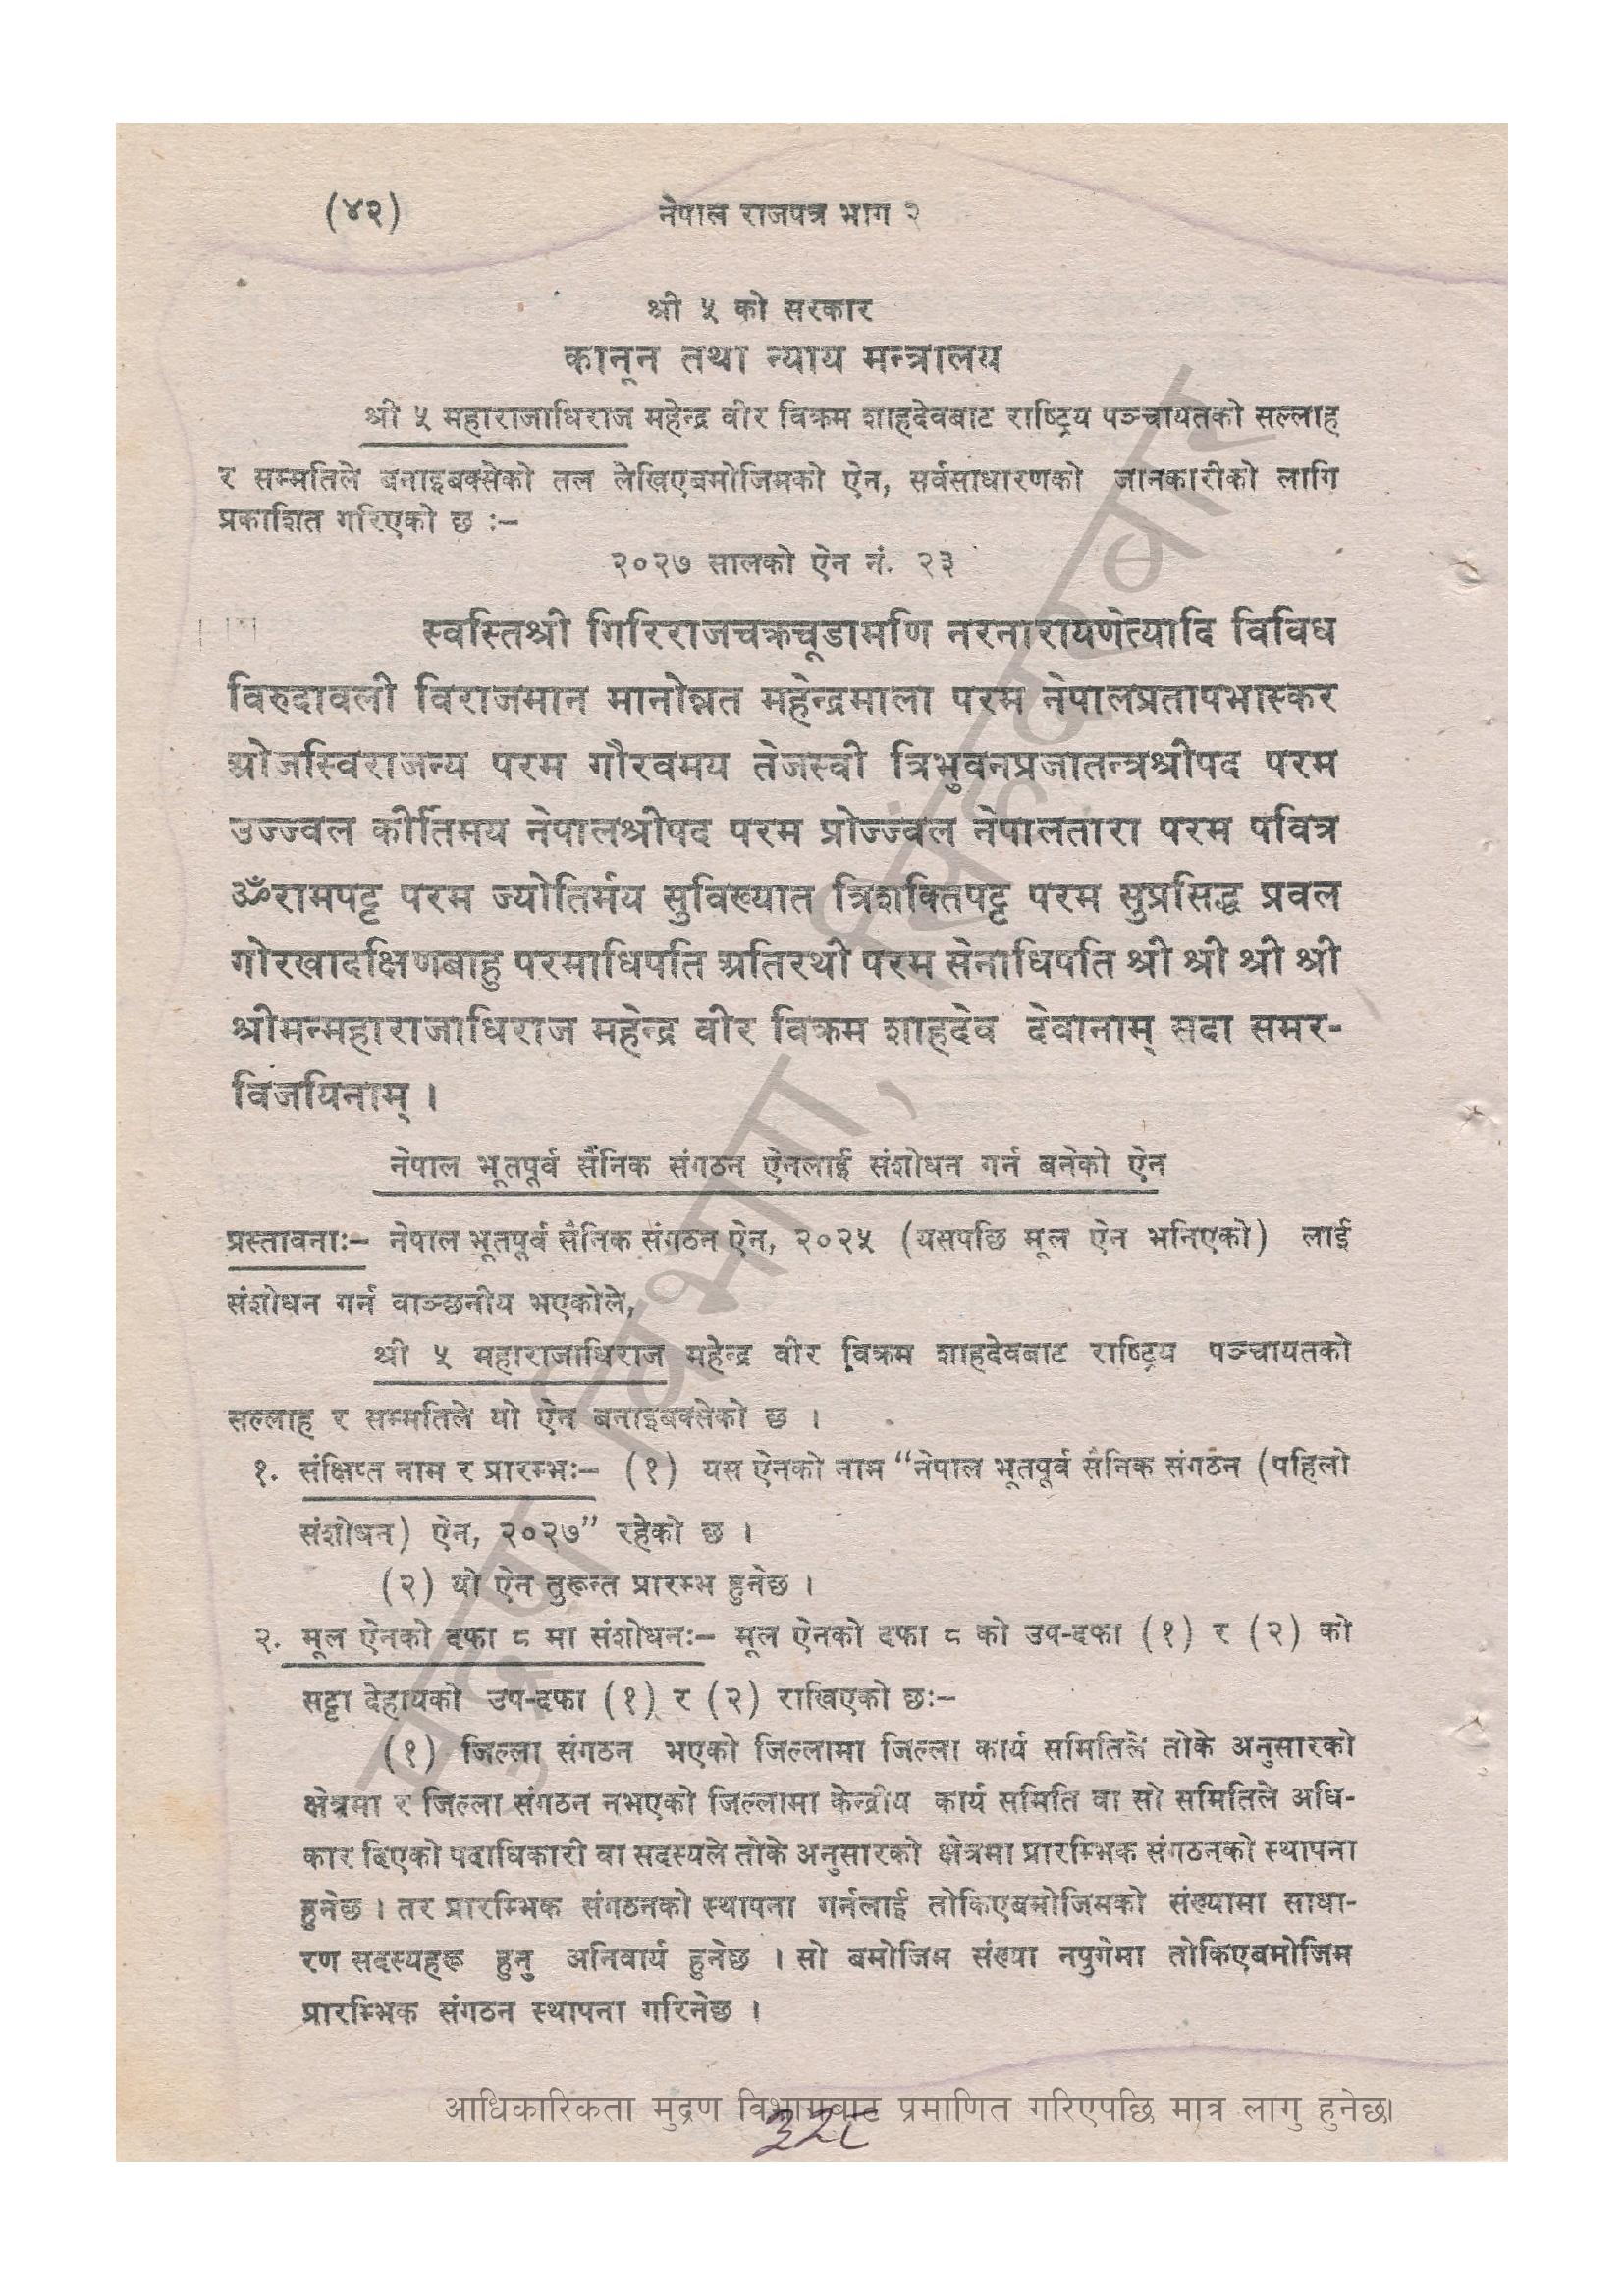 (४२) नेपाल राजपत्र भाग २
श्री ५ को सरकार
कानून तथा न्याय मन्त्रालय
श्री ५ महाराजाधिराज महेन्द्र वीर विक्रम शाहदेवबाट राष्ट्रिय पञ्चायतको सल्लाह
र सम्मतिले बनाइबक्सेको तल लेखिएबमोजिमको ऐन, सर्वसाधारणको जानकारीको लागि
प्रकाशित गरिएको छ :–
२०२७ सालको ऐन नं. २३
स्वस्तिश्री गिरिराजचक्रचूडामणि नरनारायणेत्यादि विविध
विरुदावली विराजमान मानोन्नत महेन्द्रमाला परम नेपालप्रतापभास्कर
ओजस्विराजन्य परम गौरवमय तेजस्वी त्रिभुवनप्रजातन्त्रश्रीपद परम
उज्ज्वल कीर्तिमय नेपालश्रीपद परम प्रोज्ज्वल नेपालतारा परम पवित्र
ॐरामपट्ट परम ज्योतिर्मय सुविख्यात त्रिशक्तिपट्ट परम सुप्रसिद्ध प्रवल
गोरखादक्षिणबाहु परमाधिपति अतिरथी परम सेनाधिपति श्री श्री श्री श्री
श्रीमन्महाराजाधिराज महेन्द्र वीर विक्रम शाहदेव देवानाम् सदा समर-
विजयिनाम् ।
नेपाल भूतपूर्व सैनिक संगठन ऐनलाई संशोधन गर्न बनेको ऐन
प्रस्तावनाः– नेपाल भूतपूर्व सैनिक संगठन ऐन, २०२५ (यसपछि मूल ऐन भनिएको) लाई
संशोधन गर्न वाञ्छनीय भएकोले,
श्री ५ महाराजाधिराज महेन्द्र वीर विक्रम शाहदेवबाट राष्ट्रिय पञ्चायतको
सल्लाह र सम्मतिले यो ऐन बनाइबक्सेको छ ।
१. संक्षिप्त नाम र प्रारम्भः– (१) यस ऐनको नाम “नेपाल भूतपूर्व सैनिक संगठन (पहिलो
संशोधन) ऐन, २०२७” रहेको छ ।
(२) यो ऐन तुरून्त प्रारम्भ हुनेछ ।
२. मूल ऐनको दफा ८ मा संशोधनः– मूल ऐनको दफा ८ को उप-दफा (१) र (२) को
सट्टा देहायको उप-दफा (१) र (२) राखिएको छः–
(१) जिल्ला संगठन भएको जिल्लामा जिल्ला कार्य समितिले तोके अनुसारको
क्षेत्रमा र जिल्ला संगठन नभएको जिल्लामा केन्द्रीय कार्य समिति वा सो समितिले अधि-
कार दिएको पदाधिकारी वा सदस्यले तोके अनुसारको क्षेत्रमा प्रारम्भिक संगठनको स्थापना
हुनेछ । तर प्रारम्भिक संगठनको स्थापना गर्नलाई तोकिएबमोजिमको संख्यामा साधा-
रण सदस्यहरू हुनु अनिवार्य हुनेछ । सो बमोजिम संख्या नपुगेमा तोकिएबमोजिम
प्रारम्भिक संगठन स्थापना गरिनेछ ।
मुद्रण विभाग, सिंहदरबार
आधिकारिकता मुद्रण विभागबाट प्रमाणित गरिएपछि मात्र लागु हुनेछ।
३२८